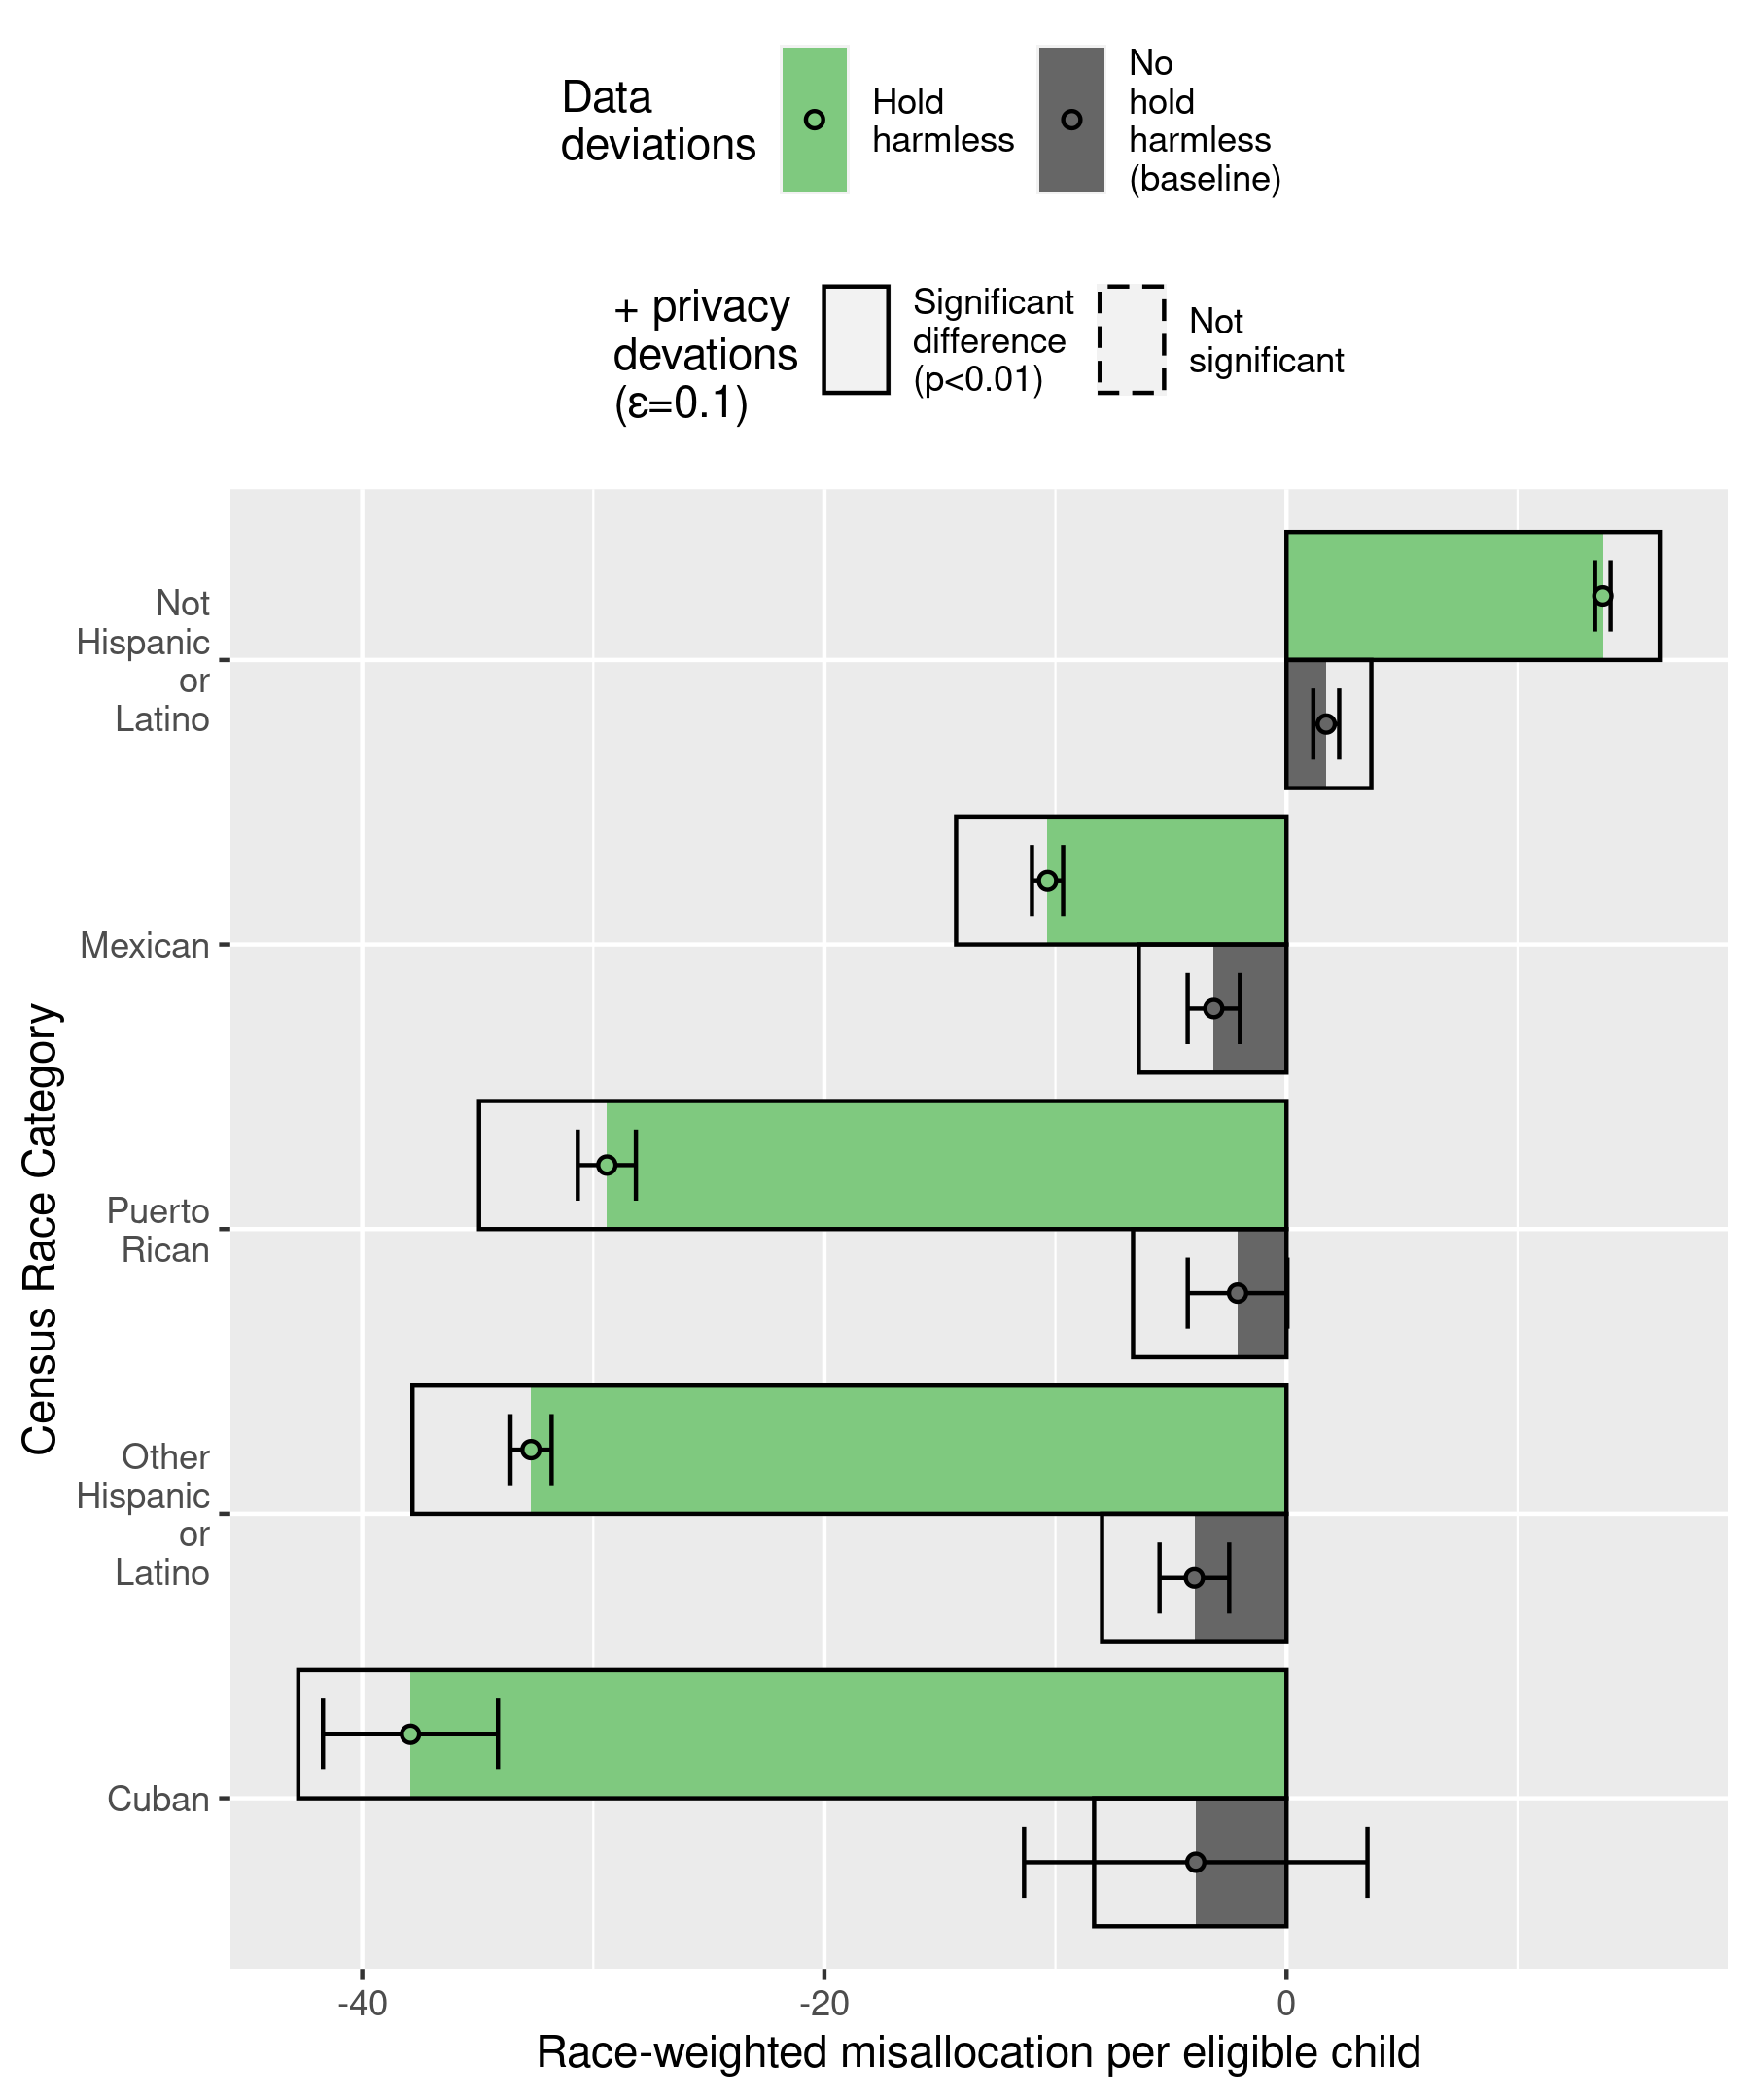 Data
deviations
Hold
harmless
No
hold
harmless
(baseline)
+ privacy
devations
(ε=0.1)
Significant
difference
(p<0.01)
Not
significant
Census Race Category
Not
Hispanic
or
Latino
Mexican
Puerto
Rican
Other
Hispanic
or
Latino
Cuban
-40
-20
0
Race-weighted misallocation per eligible child